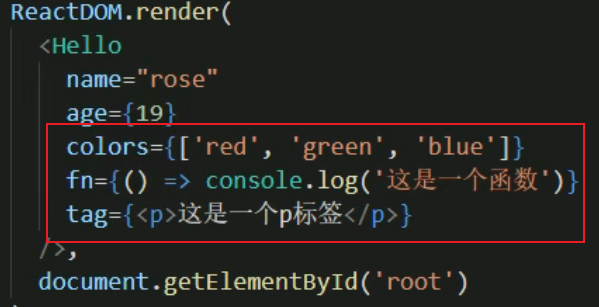 ReactDOM.render(
<Hello
name="rose"
age={19}
colors={['red', 'green', 'blue']}
fn={() => console.log('这是一个函数')}
tag={<p>这是一个p标签</p>}
/>,
document.getElementById('root')